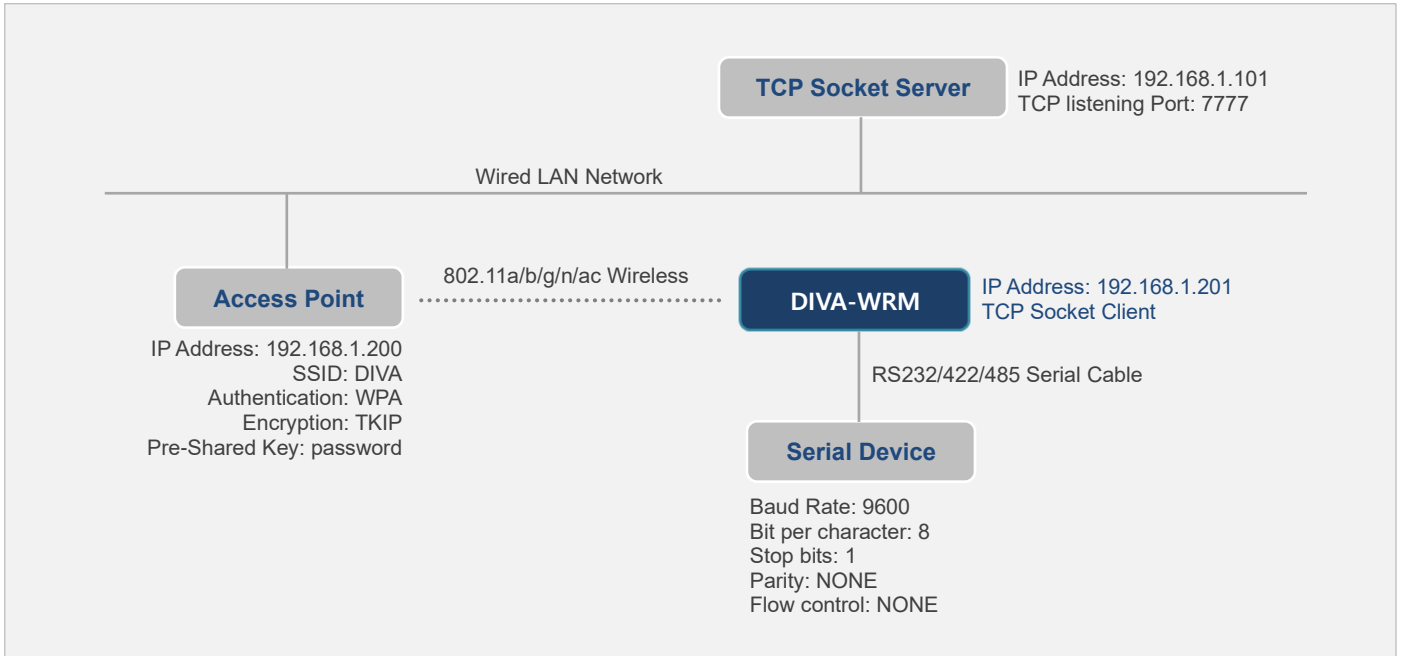 TCP Socket Server
IP Address: 192.168.1.101
TCP listening Port: 7777
Wired LAN Network
802.11a/b/g/n/ac Wireless
Access Point
DIVA-WRM
IP Address: 192.168.1.201
TCP Socket Client
IP Address: 192.168.1.200
SSID: DIVA
Authentication: WPA
Encryption: TKIP
Pre-Shared Key: password
RS232/422/485 Serial Cable
Serial Device
Baud Rate: 9600
Bit per character: 8
Stop bits: 1
Parity: NONE
Flow control: NONE